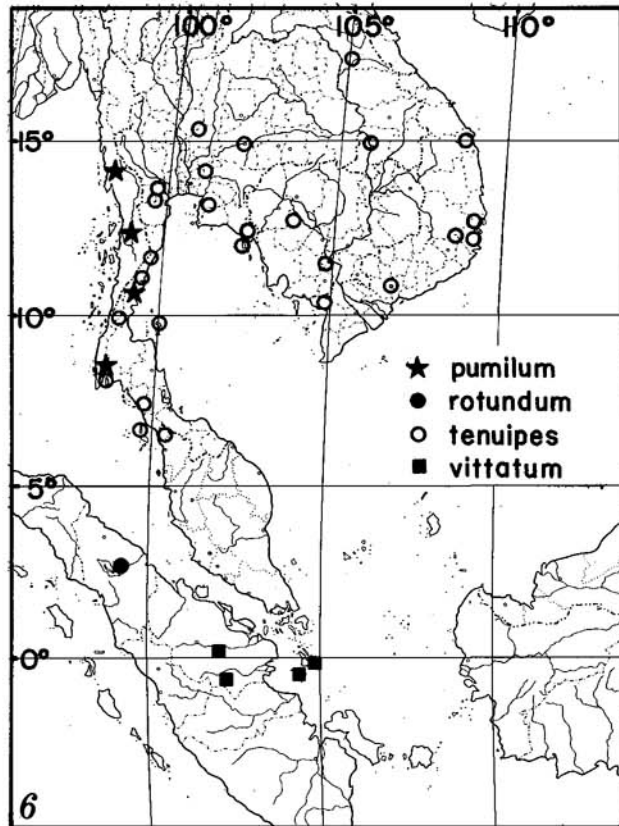 100° 105° 110°
15°
10°
★ pumilum
● rotundum
○ tenuipes
■ vittatum
5°
0°
6